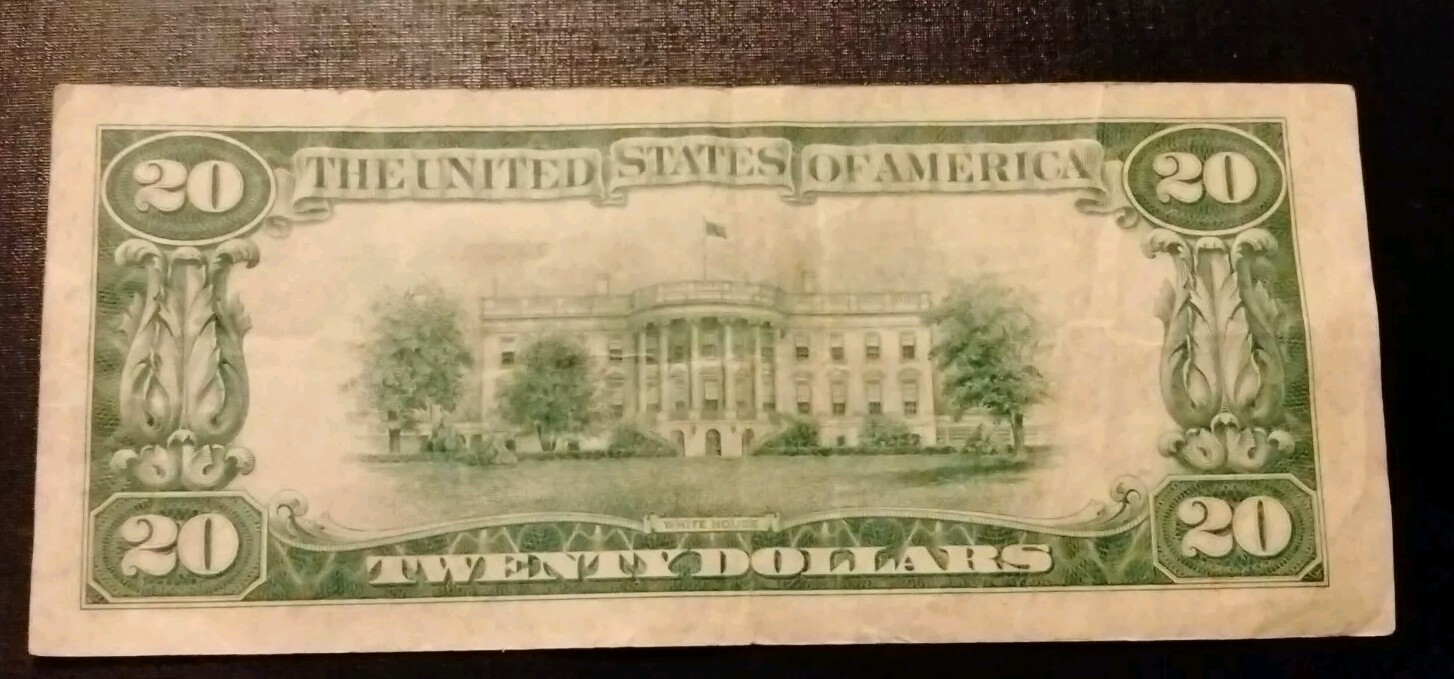 20 THE UNITED STATES OF AMERICA 20
WHITE HOUSE
20 TWENTY DOLLARS 20